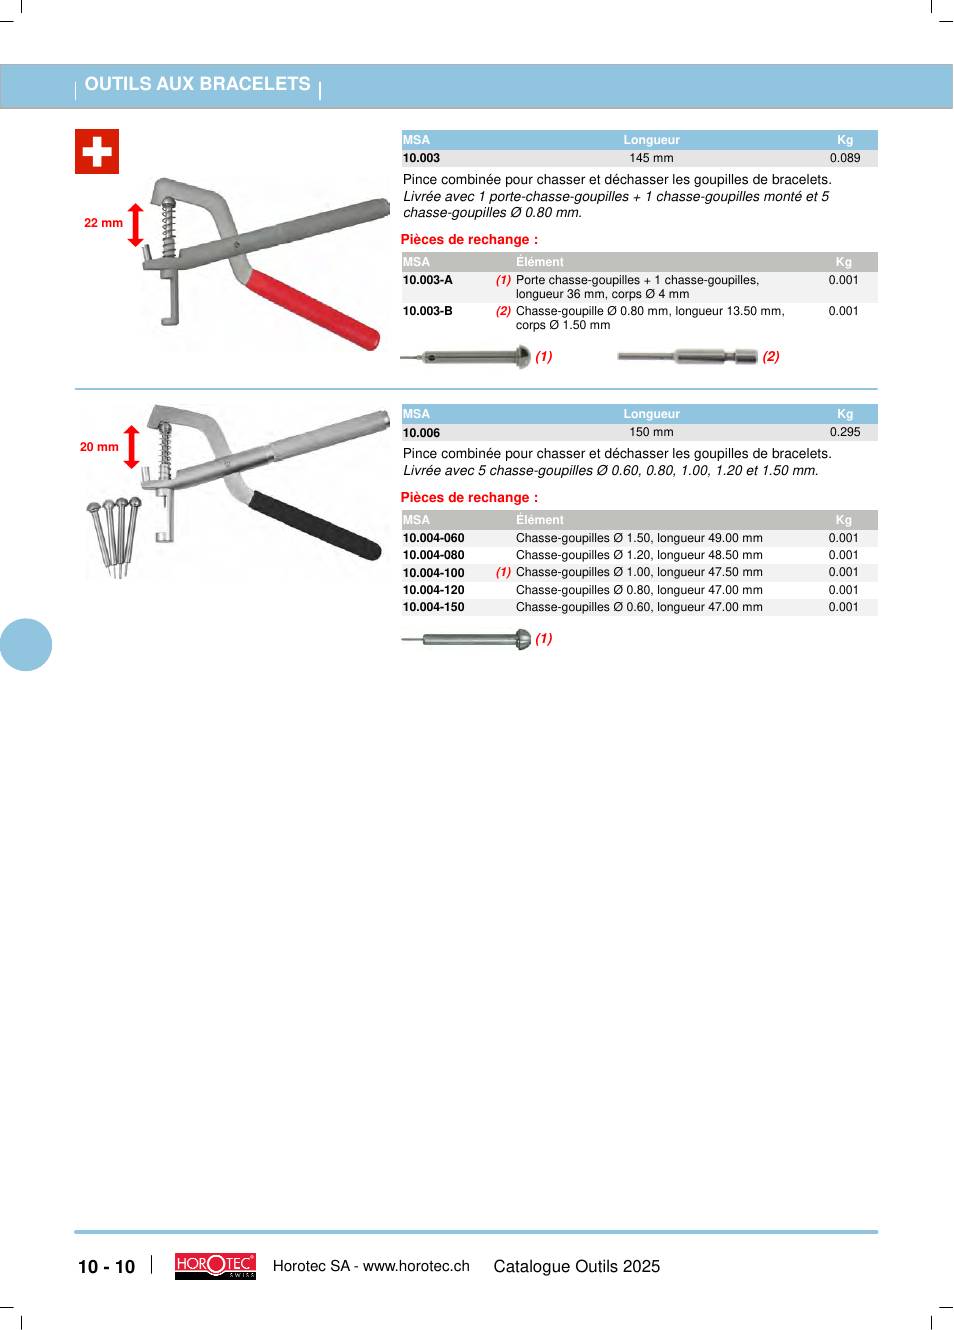 OUTILS AUX BRACELETS
22 mm
MSA Longueur Kg
10.003 145 mm 0.089
Pince combinée pour chasser et déchasser les goupilles de bracelets.
Livrée avec 1 porte-chasse-goupilles + 1 chasse-goupilles monté et 5
chasse-goupilles Ø 0.80 mm.
Pièces de rechange :
MSA Élément Kg
10.003-A (1) Porte chasse-goupilles + 1 chasse-goupilles, 0.001
longueur 36 mm, corps Ø 4 mm
10.003-B (2) Chasse-goupille Ø 0.80 mm, longueur 13.50 mm, 0.001
corps Ø 1.50 mm
(1) (2)
20 mm
MSA Longueur Kg
10.006 150 mm 0.295
Pince combinée pour chasser et déchasser les goupilles de bracelets.
Livrée avec 5 chasse-goupilles Ø 0.60, 0.80, 1.00, 1.20 et 1.50 mm.
Pièces de rechange :
MSA Élément Kg
10.004-060 Chasse-goupilles Ø 1.50, longueur 49.00 mm 0.001
10.004-080 Chasse-goupilles Ø 1.20, longueur 48.50 mm 0.001
10.004-100 (1) Chasse-goupilles Ø 1.00, longueur 47.50 mm 0.001
10.004-120 Chasse-goupilles Ø 0.80, longueur 47.00 mm 0.001
10.004-150 Chasse-goupilles Ø 0.60, longueur 47.00 mm 0.001
(1)
10 - 10 HOROTEC® Horotec SA - www.horotec.ch Catalogue Outils 2025
SWISS